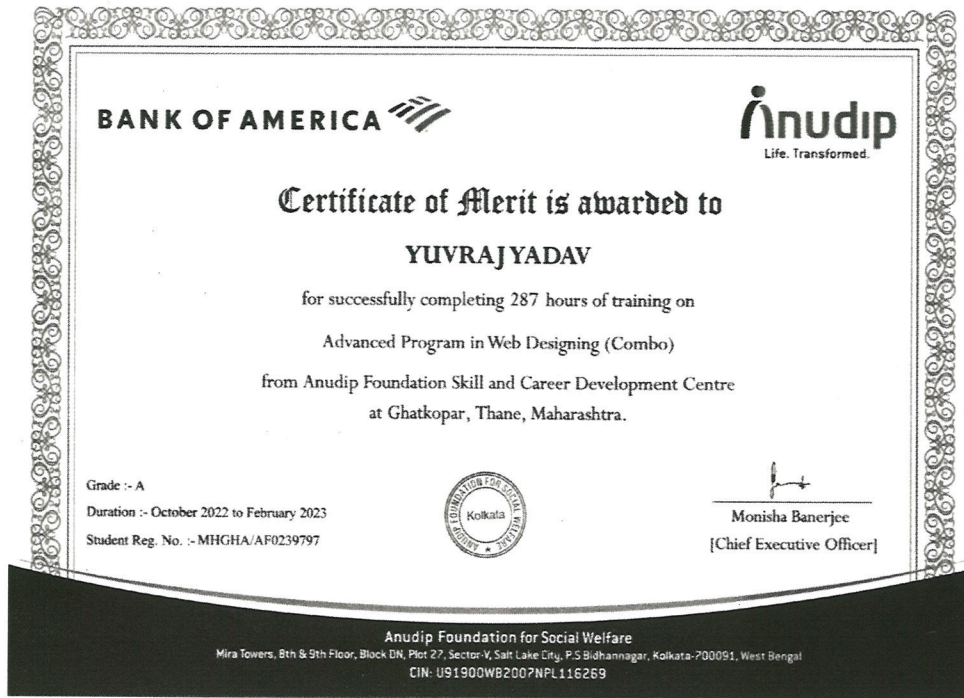 BANK OF AMERICA
Anudip
Life. Transformed.
Certificate of Merit is awarded to
YUVRAJ YADAV
for successfully completing 287 hours of training on
Advanced Program in Web Designing (Combo)
from Anudip Foundation Skill and Career Development Centre
at Ghatkopar, Thane, Maharashtra.
Grade :- A
Duration :- October 2022 to February 2023
Student Reg. No. :- MHGHA/AF0239797
ANUDIP FOUNDATION FOR SOCIAL WELFARE
Kolkata
Monisha Banerjee
[Chief Executive Officer]
Anudip Foundation for Social Welfare
Mira Towers, 8th & 9th Floor, Block DN, Plot 27, Sector-V, Salt Lake City, P.S Bidhannagar, Kolkata-700091, West Bengal
CIN: U91900WB2007NPL116269